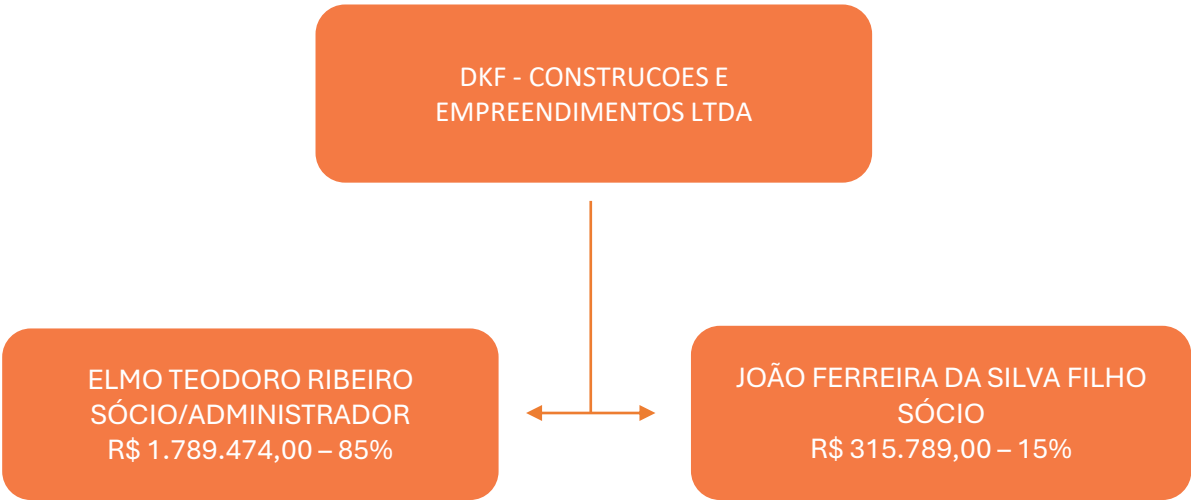 DKF - CONSTRUCOES E
EMPREENDIMENTOS LTDA
ELMO TEODORO RIBEIRO
SÓCIO/ADMINISTRADOR
R$ 1.789.474,00 – 85%
JOÃO FERREIRA DA SILVA FILHO
SÓCIO
R$ 315.789,00 – 15%